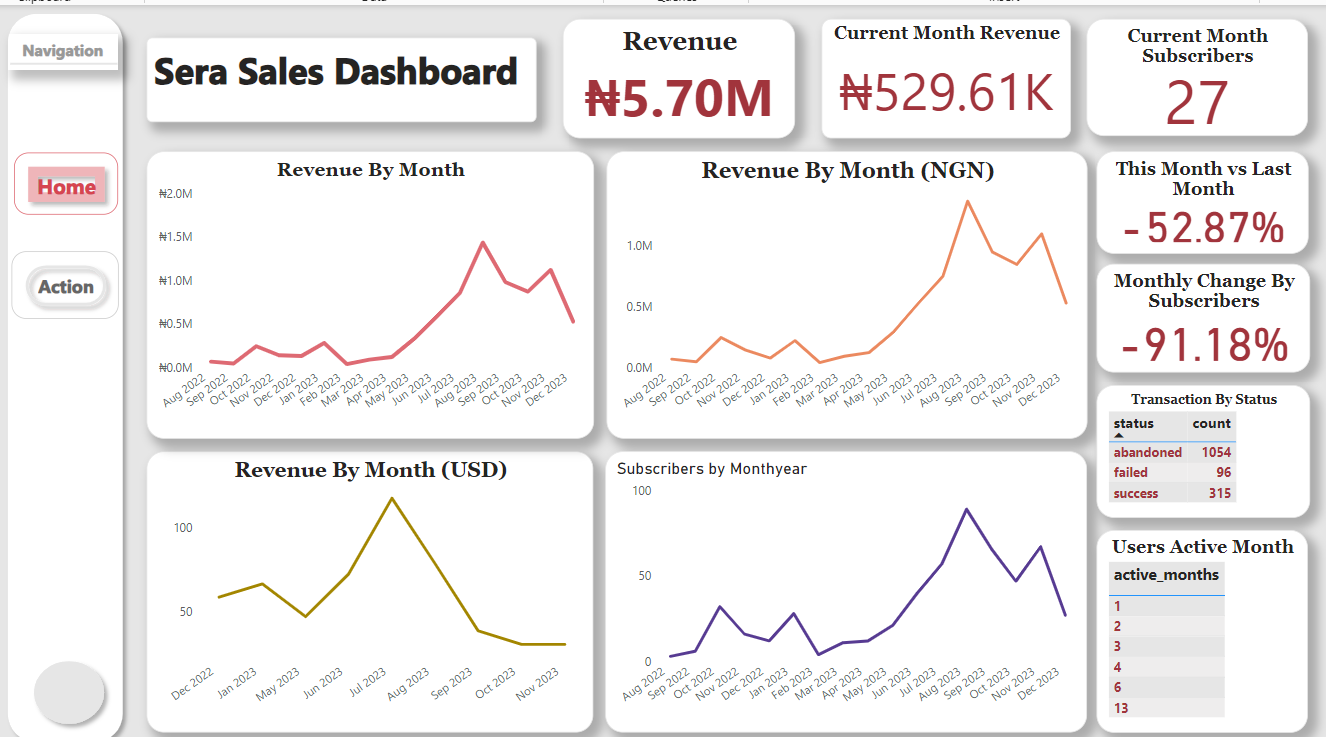 Navigation
Home
Action
Sera Sales Dashboard
Revenue
₦5.70M
Current Month Revenue
₦529.61K
Current Month
Subscribers
27
Revenue By Month
₦2.0M
₦1.5M
₦1.0M
₦0.5M
₦0.0M
Aug 2022
Sep 2022
Oct 2022
Nov 2022
Dec 2022
Jan 2023
Feb 2023
Mar 2023
Apr 2023
May 2023
Jun 2023
Jul 2023
Aug 2023
Sep 2023
Oct 2023
Nov 2023
Dec 2023
Revenue By Month (NGN)
1.0M
0.5M
0.0M
Aug 2022
Sep 2022
Oct 2022
Nov 2022
Dec 2022
Jan 2023
Feb 2023
Mar 2023
Apr 2023
May 2023
Jun 2023
Jul 2023
Aug 2023
Sep 2023
Oct 2023
Nov 2023
Dec 2023
This Month vs Last
Month
-52.87%
Monthly Change By
Subscribers
-91.18%
Transaction By Status
status count
abandoned 1054
failed 96
success 315
Revenue By Month (USD)
100
50
Dec 2022
Jan 2023
May 2023
Jun 2023
Jul 2023
Aug 2023
Sep 2023
Oct 2023
Nov 2023
Subscribers by Monthyear
100
50
0
Aug 2022
Sep 2022
Oct 2022
Nov 2022
Dec 2022
Jan 2023
Feb 2023
Mar 2023
Apr 2023
May 2023
Jun 2023
Jul 2023
Aug 2023
Sep 2023
Oct 2023
Nov 2023
Dec 2023
Users Active Month
active_months
1
2
3
4
6
13